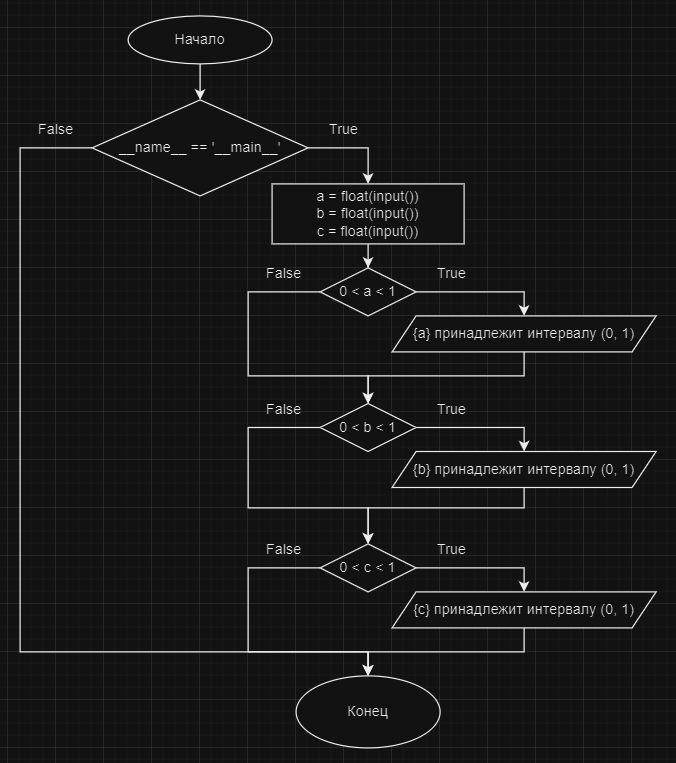 Начало
False
True
__name__ == '__main__'
a = float(input())
b = float(input())
c = float(input())
False
True
0 < a < 1
{a} принадлежит интервалу (0, 1)
False
True
0 < b < 1
{b} принадлежит интервалу (0, 1)
False
True
0 < c < 1
{c} принадлежит интервалу (0, 1)
Конец